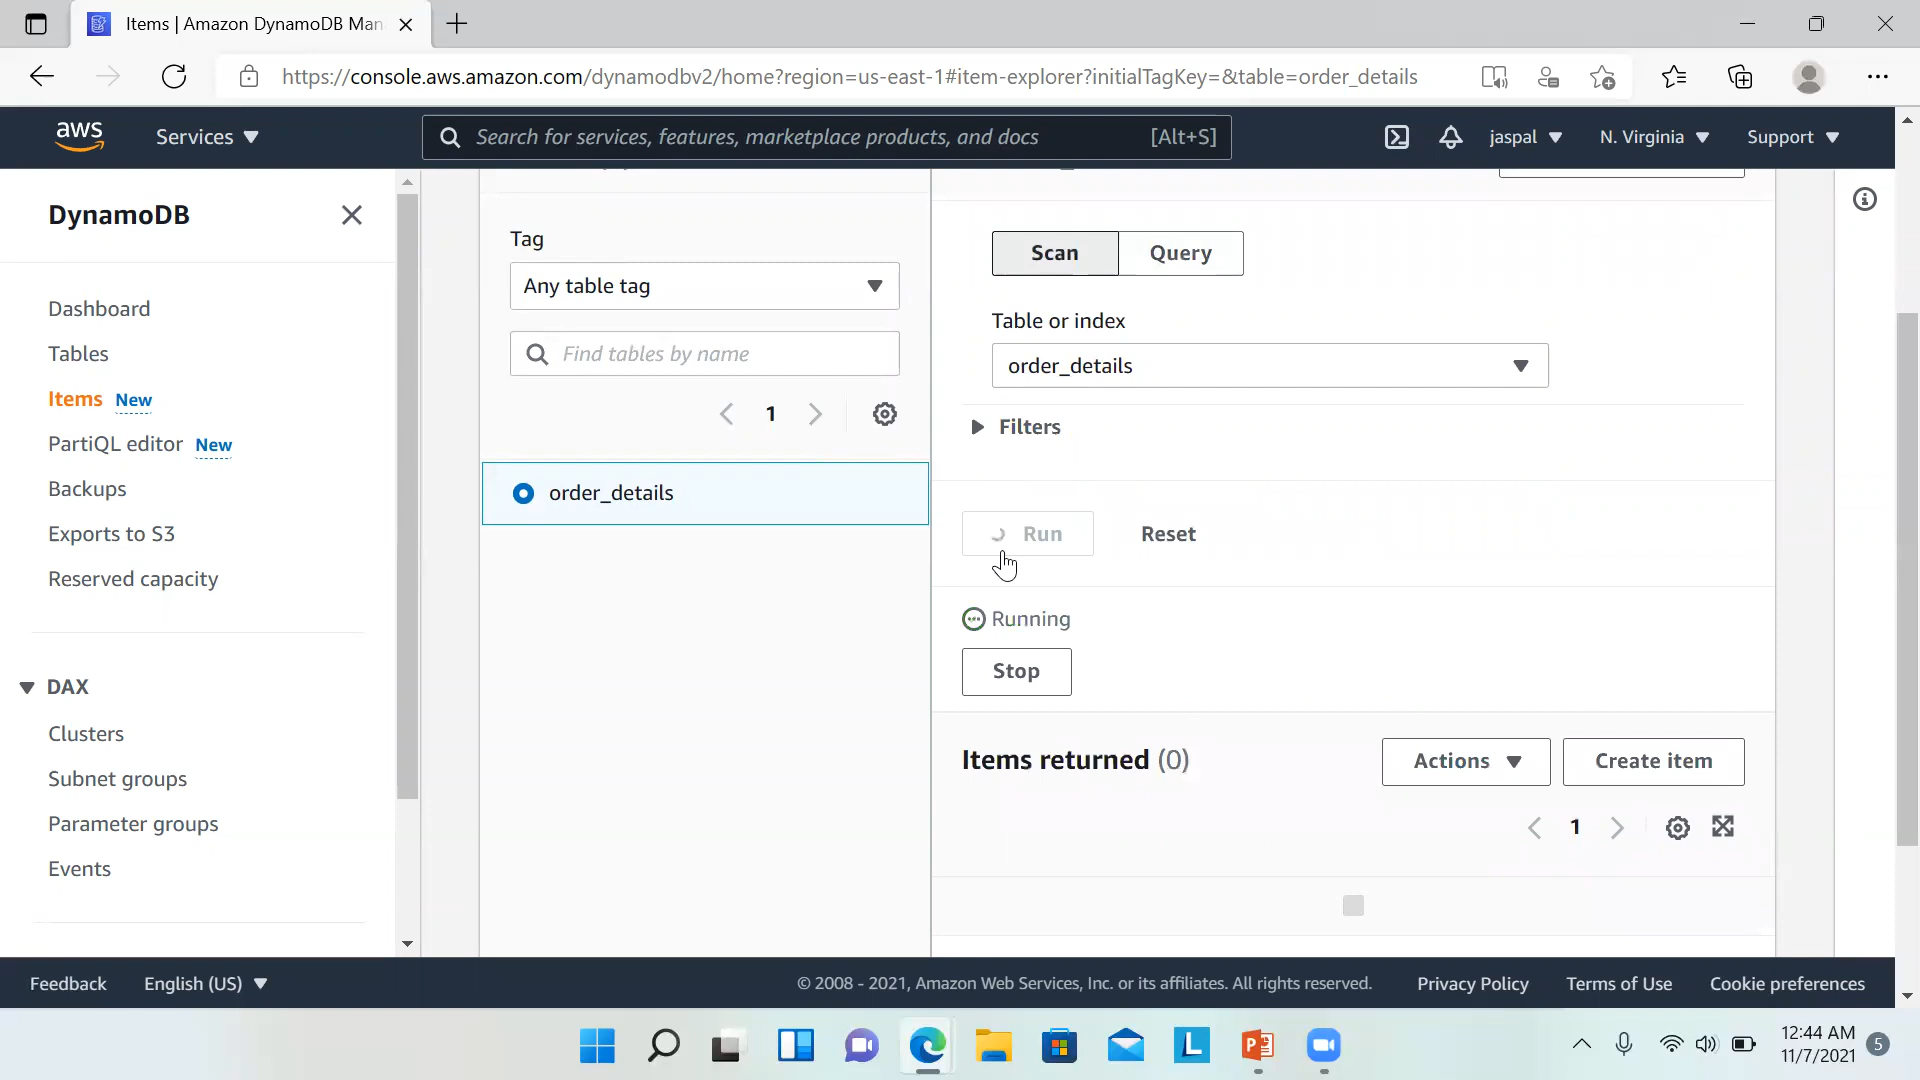 Items | Amazon DynamoDB Man
https://console.aws.amazon.com/dynamodbv2/home?region=us-east-1#item-explorer?initialTagKey=&table=order_details
aws
Services
Search for services, features, marketplace products, and docs
[Alt+S]
jaspal
N. Virginia
Support
DynamoDB
Dashboard
Tables
Items New
PartiQL editor New
Backups
Exports to S3
Reserved capacity
DAX
Clusters
Subnet groups
Parameter groups
Events
Tag
Any table tag
Find tables by name
1
order_details
Scan
Query
Table or index
order_details
Filters
Run
Reset
Running
Stop
Items returned (0)
Actions
Create item
1
Feedback
English (US)
© 2008 - 2021, Amazon Web Services, Inc. or its affiliates. All rights reserved.
Privacy Policy
Terms of Use
Cookie preferences
L
P
12:44 AM
11/7/2021
5